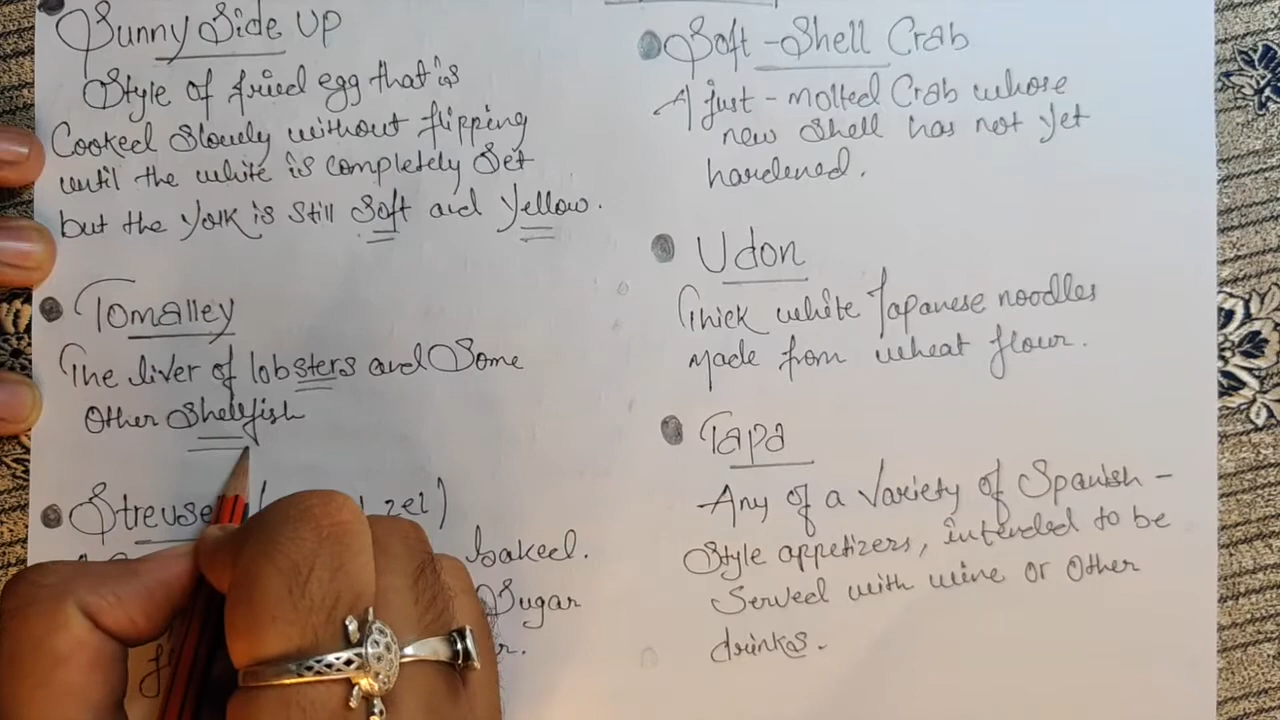 Sunny Side UP
Style of fried egg that is
Cooked Slowly without flipping
until the white is completely Set
but the Yolk is Still Soft and Yellow.
Tomalley
The liver of lobsters and Some
Other Shellfish
baked.
Sugar
Soft-Shell Crab
A just-molted Crab whose
new Shell has not yet
hardened.
Udon
Thick white Japanese noodles
Made from wheat flour.
Tapa
Any of a Variety of Spanish-
Style appetizers, intended to be
Served with wine or Other
drinks.